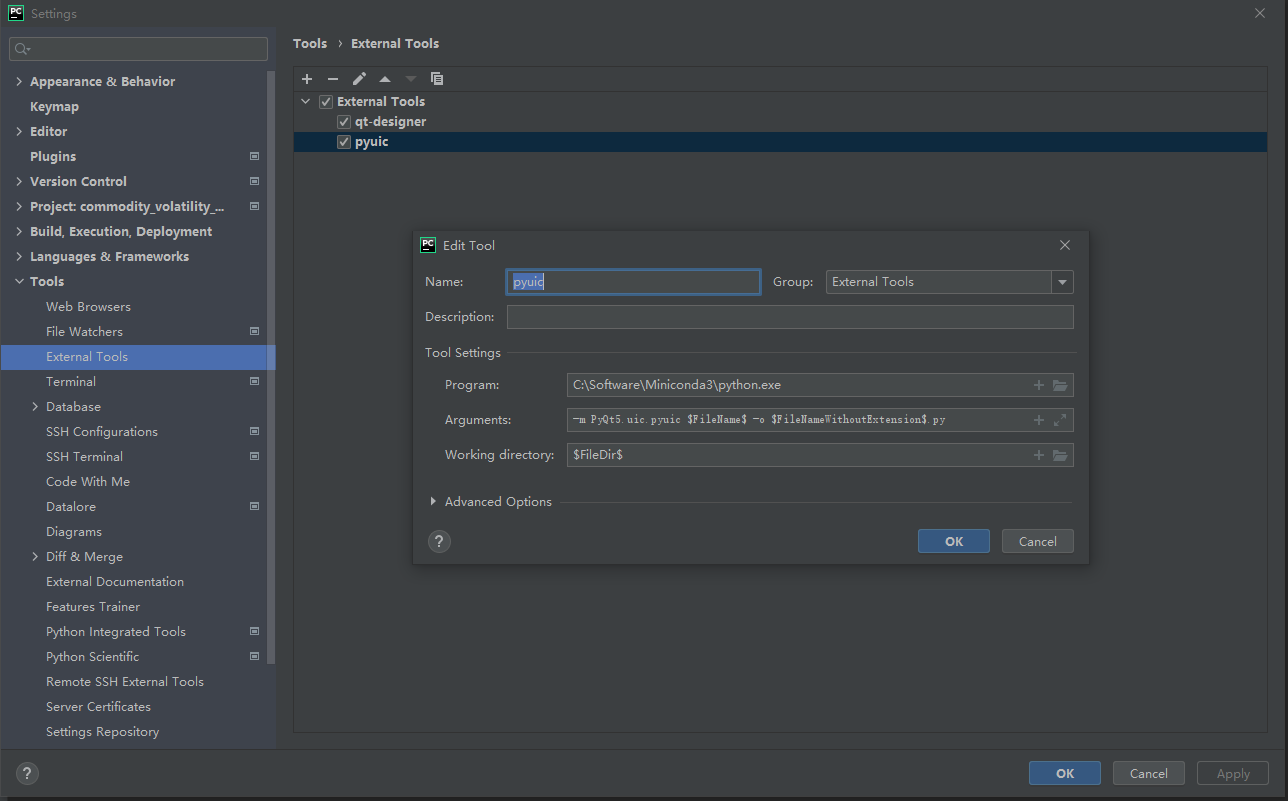 PC Settings
Tools › External Tools
Appearance & Behavior
Keymap
Editor
Plugins
Version Control
Project: commodity_volatility_...
Build, Execution, Deployment
Languages & Frameworks
Tools
Web Browsers
File Watchers
External Tools
Terminal
Database
SSH Configurations
SSH Terminal
Code With Me
Datalore
Diagrams
Diff & Merge
External Documentation
Features Trainer
Python Integrated Tools
Python Scientific
Remote SSH External Tools
Server Certificates
Settings Repository
External Tools
qt-designer
pyuic
PC Edit Tool
Name: pyuic Group: External Tools
Description:
Tool Settings
Program: C:\Software\Miniconda3\python.exe
Arguments: -m PyQt5.uic.pyuic $FileName$ -o $FileNameWithoutExtension$.py
Working directory: $FileDir$
Advanced Options
? OK Cancel
? OK Cancel Apply